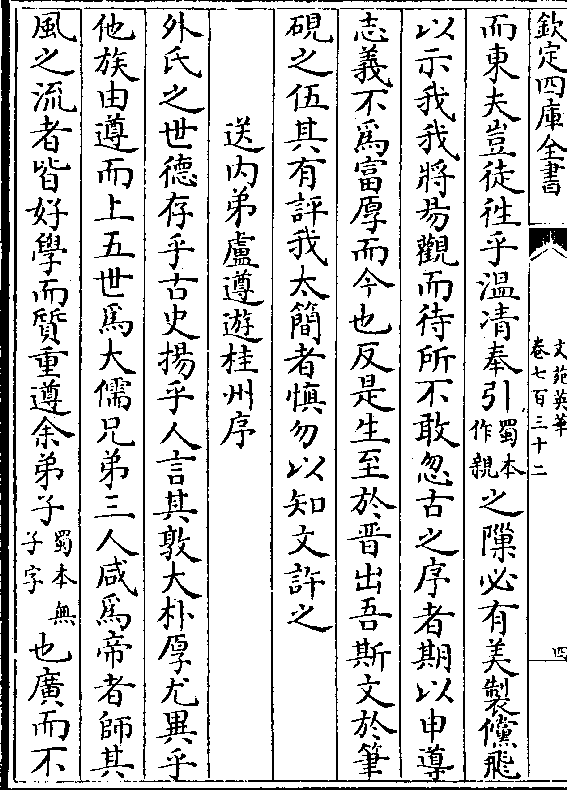 欽定四庫全書
文苑英華
卷七百三十二
四
而東夫豈徒徃乎溫凊奉引蜀本作親之隟必有美製儻飛
以示我我將易觀而待所不敢忽古之序者期以申導
志義不爲富厚而今也反是生至於晋出吾斯文於筆
硯之伍其有評我太簡者慎勿以知文許之
送内弟盧遵遊桂州序
外氏之世德存乎古史揚乎人言其敦大朴厚尤異乎
他族由遵而上五世爲大儒兄弟三人咸爲帝者師其
風之流者皆好學而質重遵余弟子蜀本無子字也廣而不